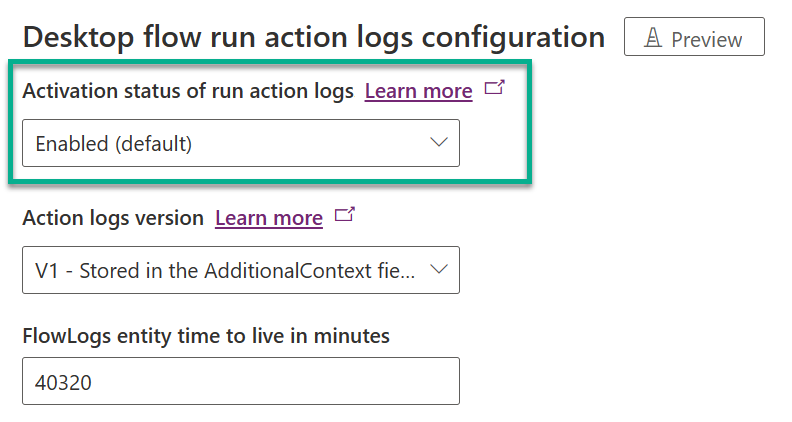 Desktop flow run action logs configuration Preview
Activation status of run action logs Learn more
Enabled (default)
Action logs version Learn more
V1 - Stored in the AdditionalContext fie...
FlowLogs entity time to live in minutes
40320